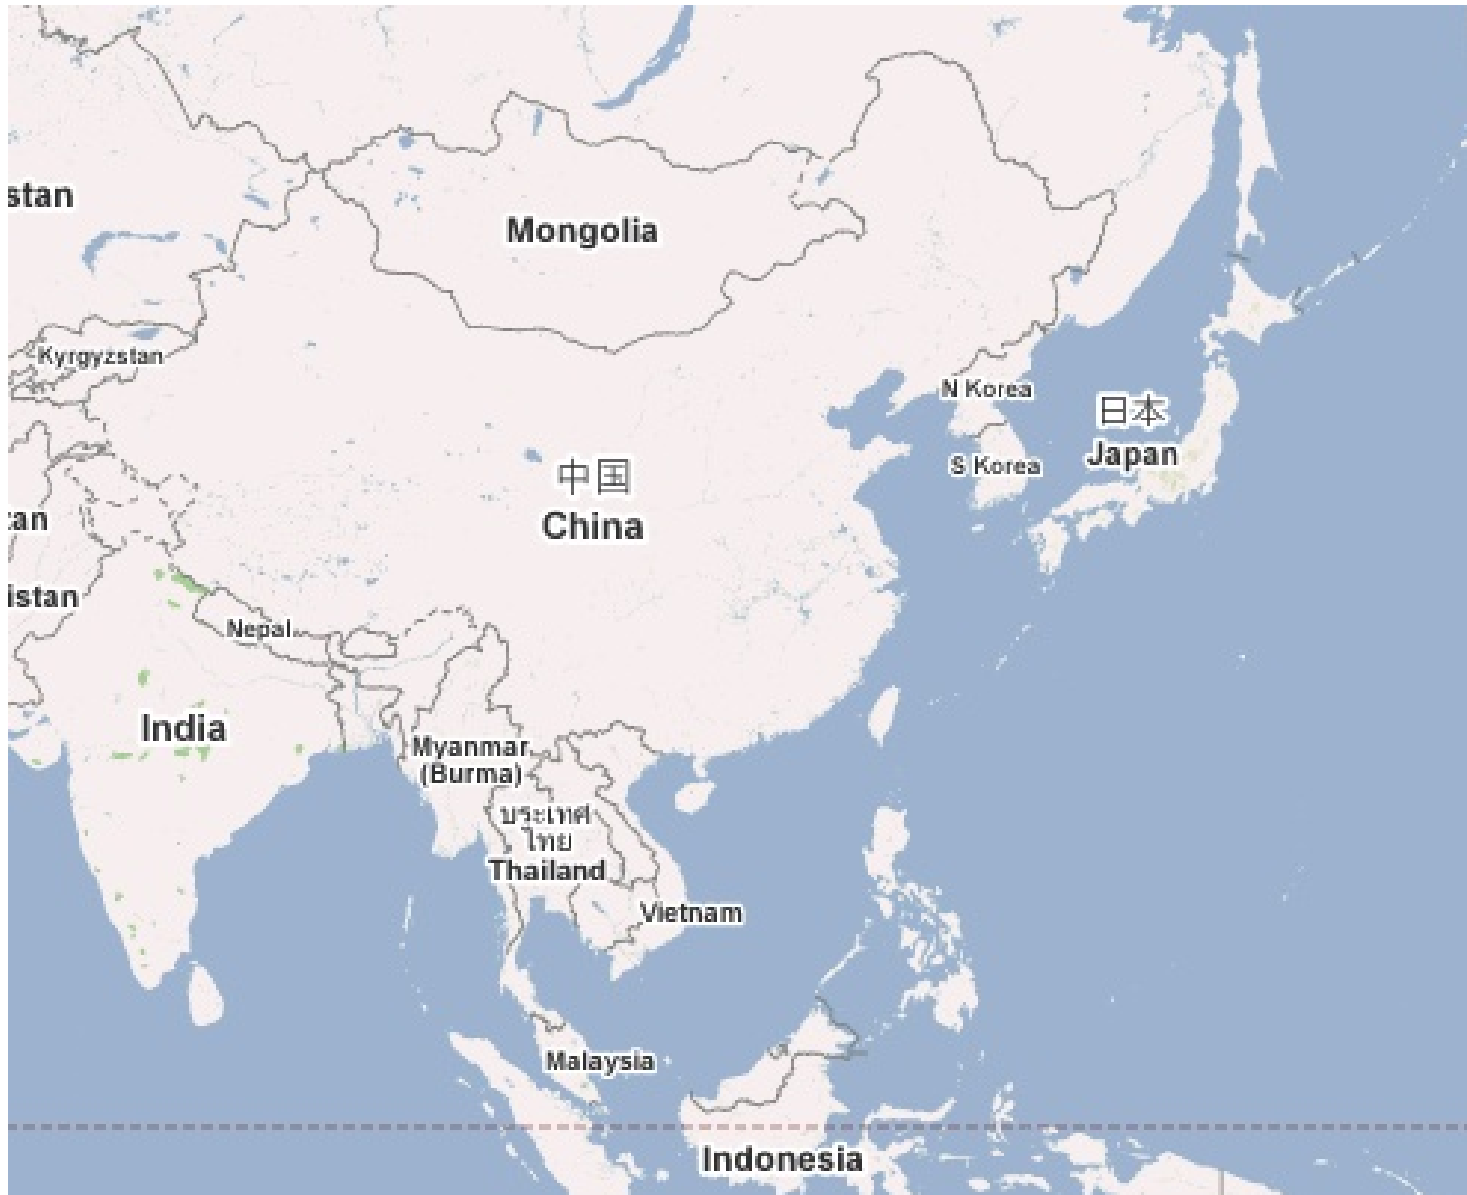 stan
Mongolia
Kyrgyzstan
N Korea
日本
Japan
S Korea
中国
China
tan
istan
Nepal
India
Myanmar
(Burma)
ประเทศ
ไทย
Thailand
Vietnam
Malaysia
Indonesia